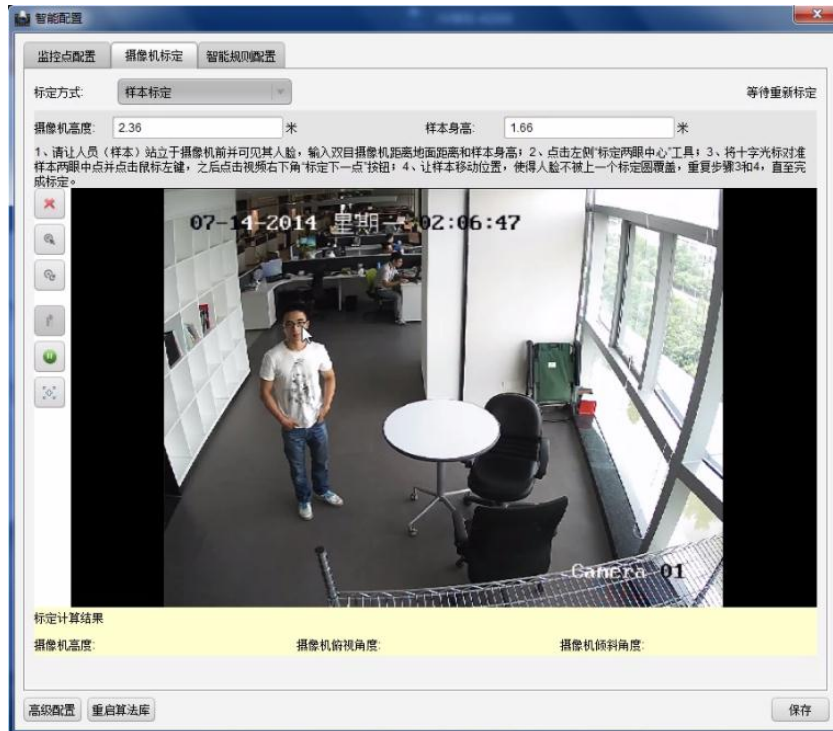 智能配置
监控点配置 摄像机标定 智能规则配置
标定方式: 样本标定 等待重新标定
摄像机高度: 2.36 米 样本身高: 1.66 米
1、请让人员(样本)站立于摄像机前并可见其人脸,输入双目摄像机距离地面距离和样本身高;2、点击左侧“标定两眼中心”工具;3、将十字光标对准
样本两眼中点并点击鼠标左键,之后点击视频右下角“标定下一点”按钮;4、让样本移动位置,使得人脸不被上一个标定圆覆盖,重复步骤3和4,直至完
成标定。
07-14-2014 星期一 02:06:47
Camera 01
标定计算结果
摄像机高度: 摄像机俯视角度: 摄像机倾斜角度:
高级配置 重启算法库 保存